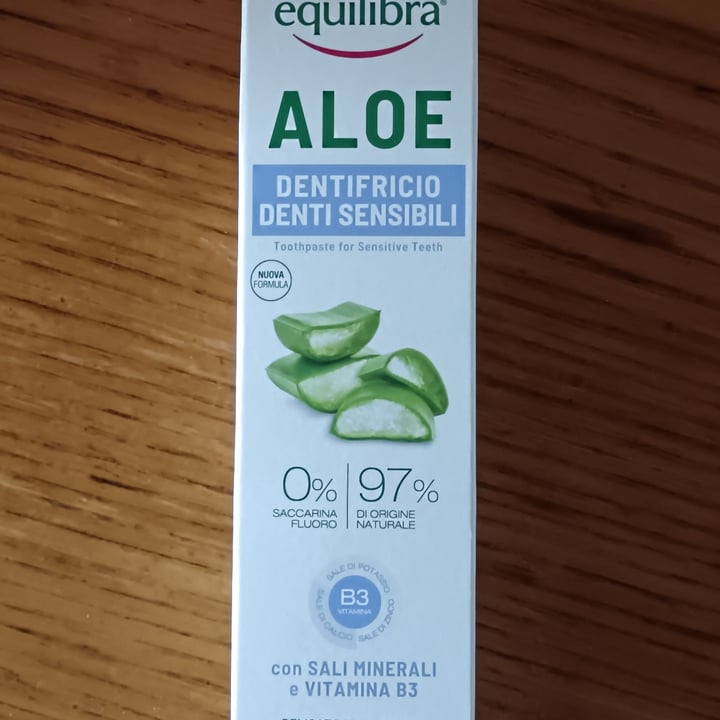 equilibra®
ALOE
DENTIFRICIO
DENTI SENSIBILI
Toothpaste for Sensitive Teeth
NUOVA
FORMULA
0% 97%
SACCARINA DI ORIGINE
FLUORO NATURALE
SALE DI POTASSIO
SALE DI CALCIO
SALE DI ZINCO
B3
VITAMINA
con SALI MINERALI
e VITAMINA B3